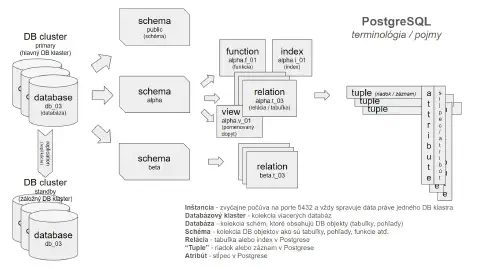 PostgreSQL
terminológia / pojmy
DB cluster
primary
(hlavný DB klaster)
database
db_03
(databáza)
DB cluster
standby
(záložný DB klaster)
database
db_03
schema
public
(schéma)
schema
alpha
schema
beta
function
alpha.f_01
(funkcia)
index
alpha.i_01
(index)
relation
alpha.t_03
(relácia / tabuľka)
view
alpha.v_01
(pomenovaný
dopyt)
relation
beta.t_03
tuple (riadok / záznam)
tuple
tuple
attribute
stĺpec/atribút
Inštancia - zvyčajne počúva na porte 5432 a vždy spravuje dáta práve jedného DB klastra
Databázový klaster - kolekcia viacerých databáz
Databáza - kolekcia schém, ktoré obsahujú DB objekty (tabuľky, pohľady)
Schéma - kolekcia DB objektov ako sú tabuľky, pohľady, funkcie atď.
Relácia - tabuľka alebo index v Postgrese
"Tuple" - riadok alebo záznam v Postgrese
Atribút - stĺpec v Postgrese